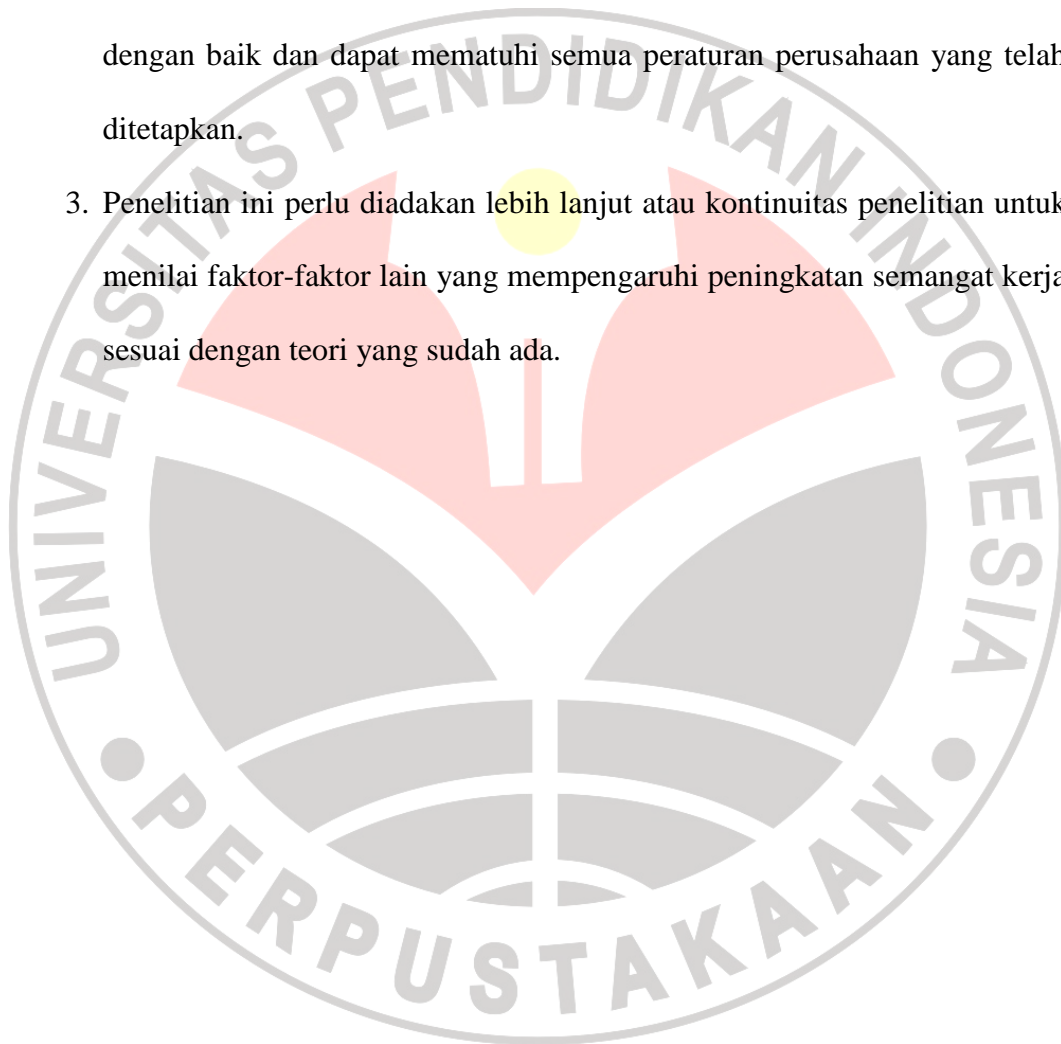 dengan baik dan dapat mematuhi semua peraturan perusahaan yang telah
ditetapkan.
3. Penelitian ini perlu diadakan lebih lanjut atau kontinuitas penelitian untuk
menilai faktor-faktor lain yang mempengaruhi peningkatan semangat kerja
sesuai dengan teori yang sudah ada.
UNIVERSITAS PENDIDIKAN INDONESIA
PERPUSTAKAAN